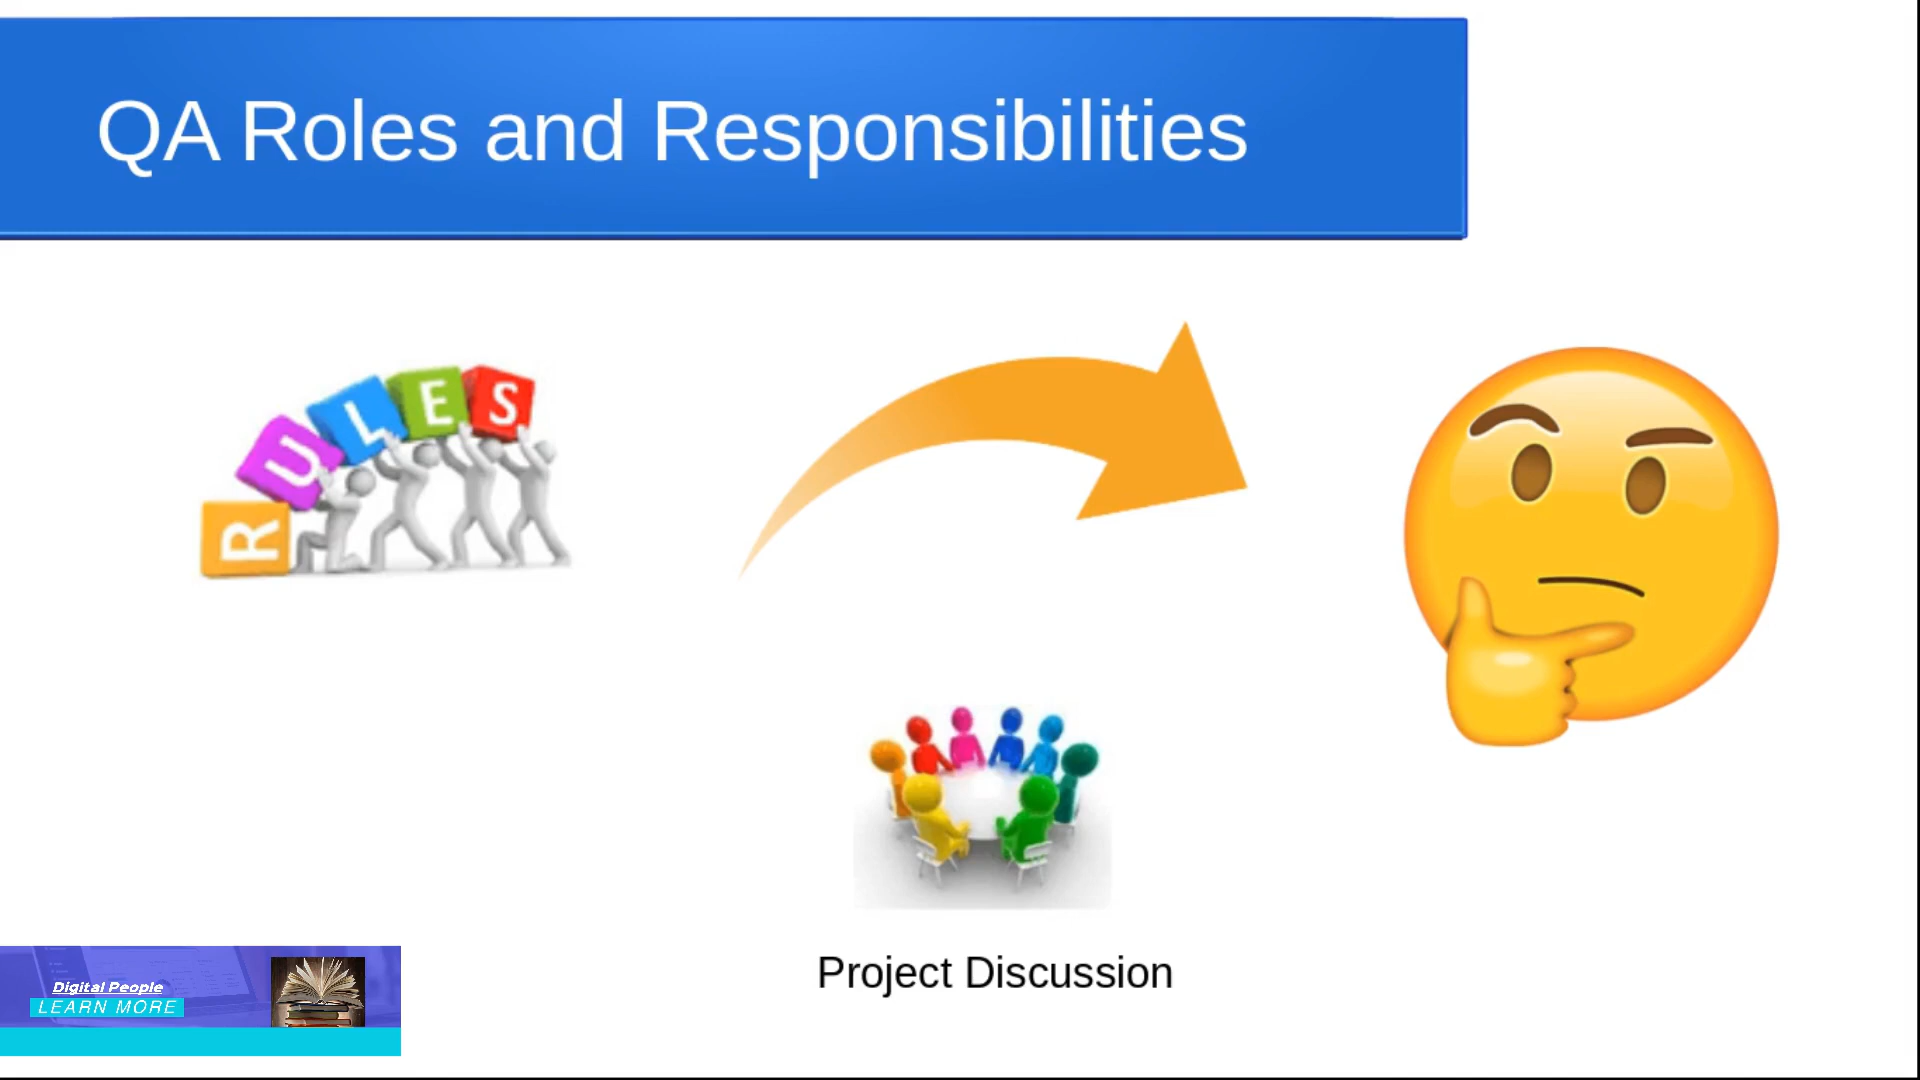 QA Roles and Responsibilities
RULES
Project Discussion
Digital People
LEARN MORE